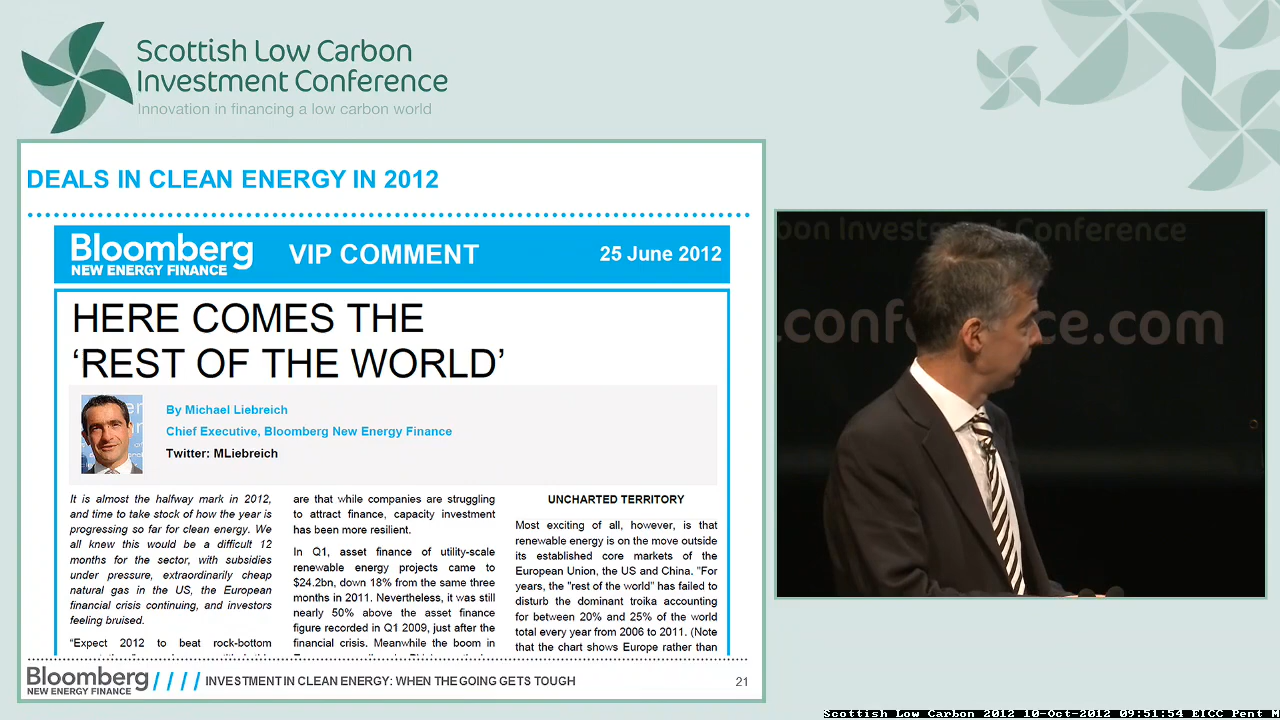 Scottish Low Carbon
Investment Conference
Innovation in financing a low carbon world
DEALS IN CLEAN ENERGY IN 2012
Bloomberg
NEW ENERGY FINANCE
VIP COMMENT
25 June 2012
HERE COMES THE
‘REST OF THE WORLD’
By Michael Liebreich
Chief Executive, Bloomberg New Energy Finance
Twitter: MLiebreich
It is almost the halfway mark in 2012,
and time to take stock of how the year is
progressing so far for clean energy. We
all knew this would be a difficult 12
months for the sector, with subsidies
under pressure, extraordinarily cheap
natural gas in the US, the European
financial crisis continuing, and investors
feeling bruised.
"Expect 2012 to beat rock-bottom
are that while companies are struggling
to attract finance, capacity investment
has been more resilient.
In Q1, asset finance of utility-scale
renewable energy projects came to
$24.2bn, down 18% from the same three
months in 2011. Nevertheless, it was still
nearly 50% above the asset finance
figure recorded in Q1 2009, just after the
financial crisis. Meanwhile the boom in
UNCHARTED TERRITORY
Most exciting of all, however, is that
renewable energy is on the move outside
its established core markets of the
European Union, the US and China. "For
years, the "rest of the world" has failed to
disturb the dominant troika accounting
for between 20% and 25% of the world
total every year from 2006 to 2011. (Note
that the chart shows Europe rather than
Bloomberg
NEW ENERGY FINANCE
//// INVESTMENT IN CLEAN ENERGY: WHEN THE GOING GETS TOUGH
21
bon Investme Conference
.conf ce.com
Scottish Low Carbon 2012 10-Oct-2012 09:51:54 EICC Pent M